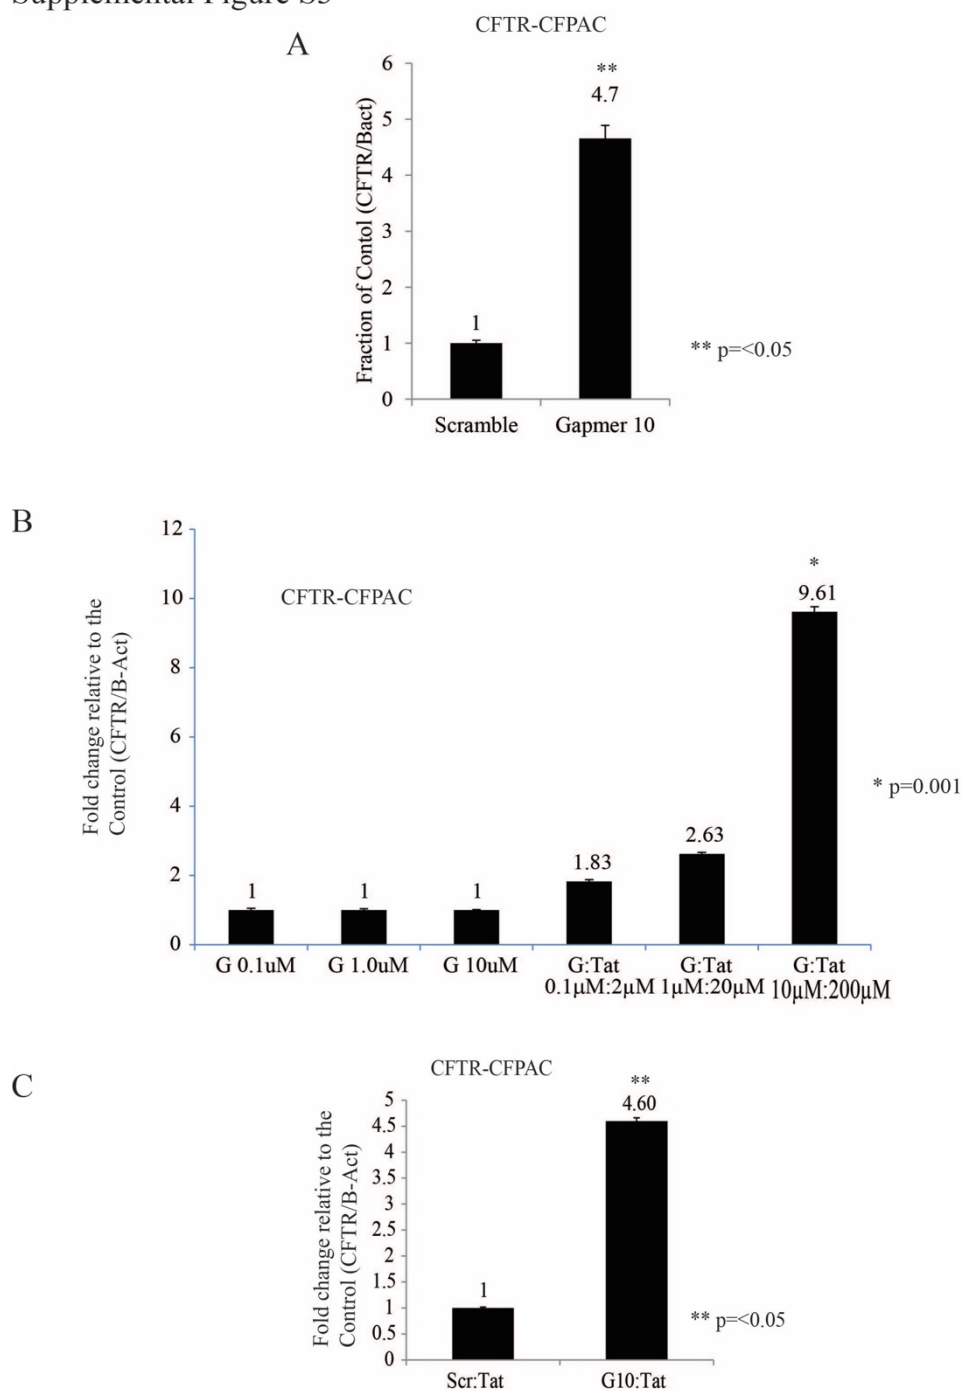 Supplemental Figure S3
A
CFTR-CFPAC
Fraction of Contol (CFTR/Bact)
6
5
4
3
2
1
0
**
4.7
1
Scramble
Gapmer 10
** p=<0.05
B
CFTR-CFPAC
Fold change relative to the
Control (CFTR/B-Act)
12
10
8
6
4
2
0
1
1
1
1.83
2.63
*
9.61
G 0.1uM
G 1.0uM
G 10uM
G:Tat
0.1µM:2µM
G:Tat
1µM:20µM
G:Tat
10µM:200µM
* p=0.001
C
CFTR-CFPAC
Fold change relative to the
Control (CFTR/B-Act)
5
4.5
4
3.5
3
2.5
2
1.5
1
0.5
0
1
**
4.60
Scr:Tat
G10:Tat
** p=<0.05